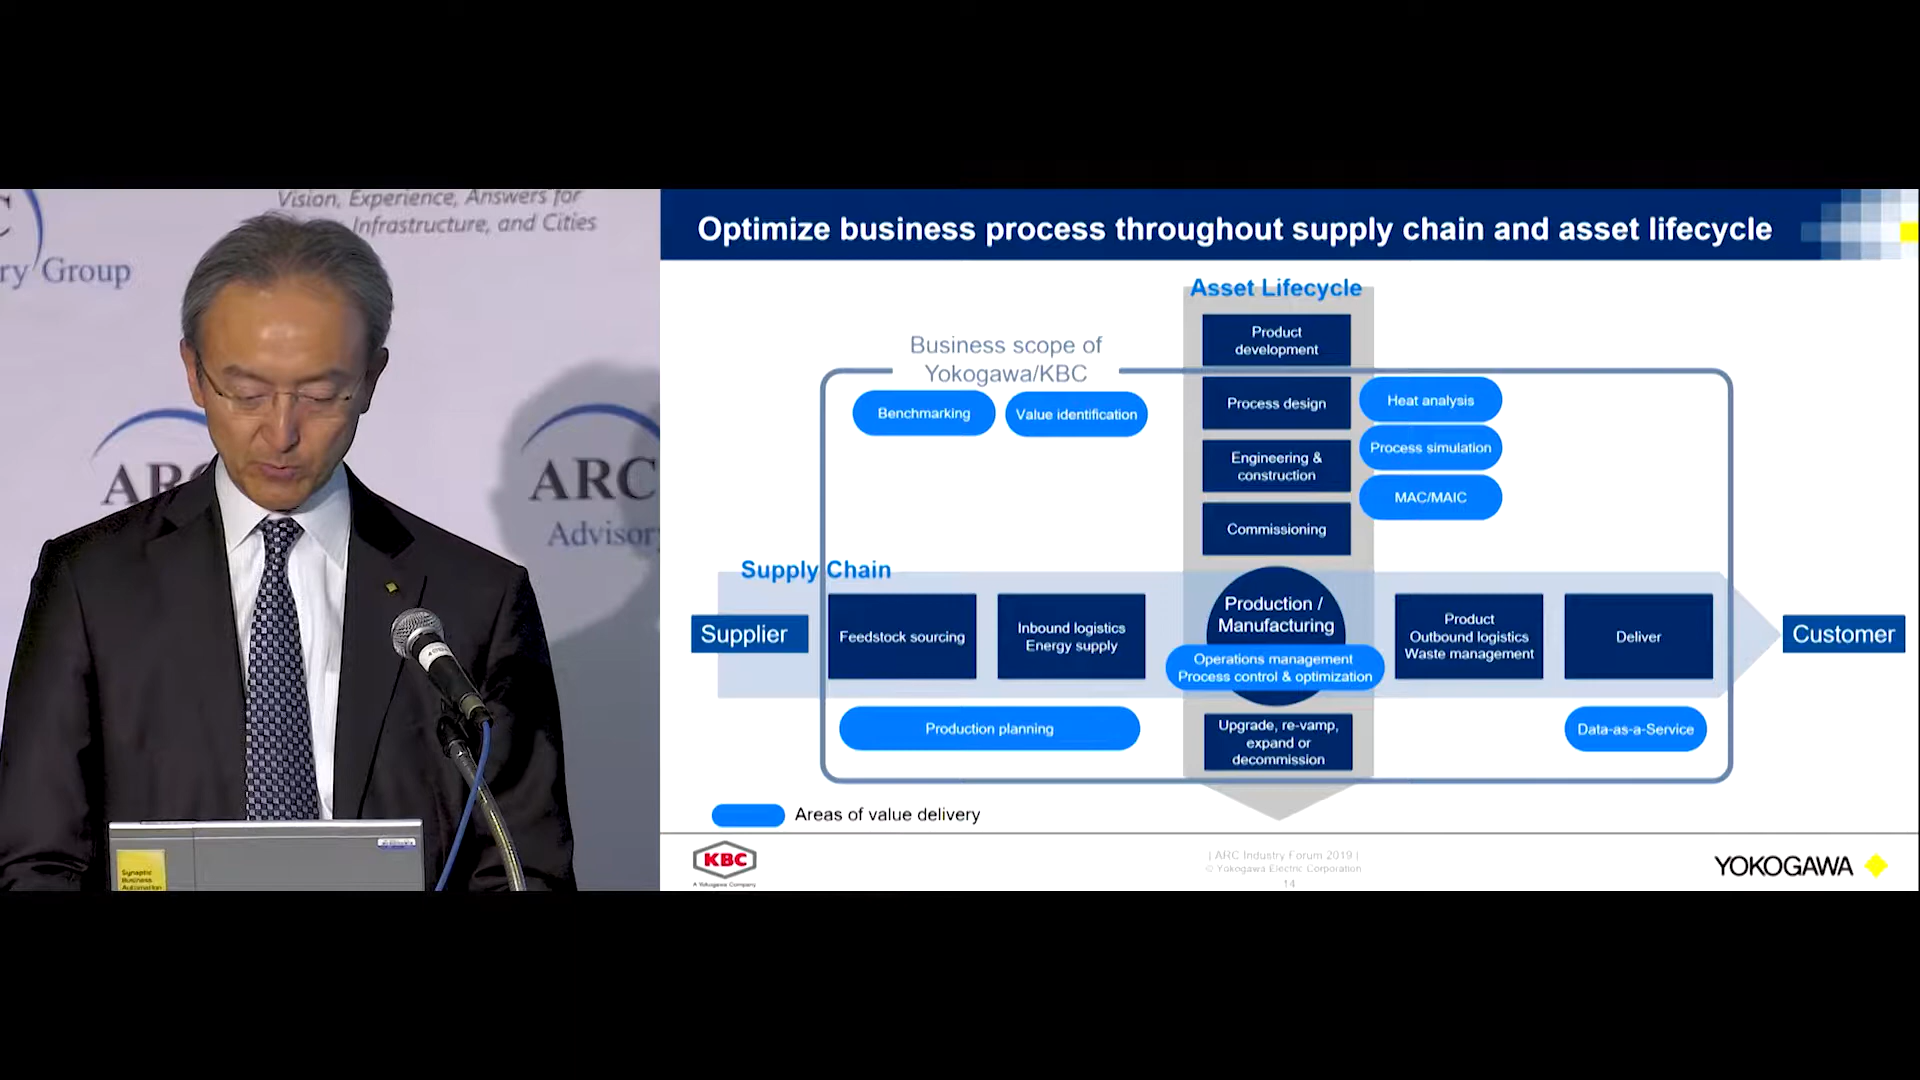 Vision, Experience, Answers for
Infrastructure, and Cities
ry Group
ARC
ARC
Advisory
Synaptic
Business
Automation
Optimize business process throughout supply chain and asset lifecycle
Asset Lifecycle
Product
development
Business scope of
Yokogawa/KBC
Benchmarking
Value identification
Process design
Heat analysis
Process simulation
Engineering &
construction
MAC/MAIC
Commissioning
Supply Chain
Supplier
Feedstock sourcing
Inbound logistics
Energy supply
Production /
Manufacturing
Operations management
Process control & optimization
Product
Outbound logistics
Waste management
Deliver
Customer
Production planning
Upgrade, re-vamp,
expand or
decommission
Data-as-a-Service
Areas of value delivery
KBC
A Yokogawa Company
| ARC Industry Forum 2019 |
© Yokogawa Electric Corporation
14
YOKOGAWA